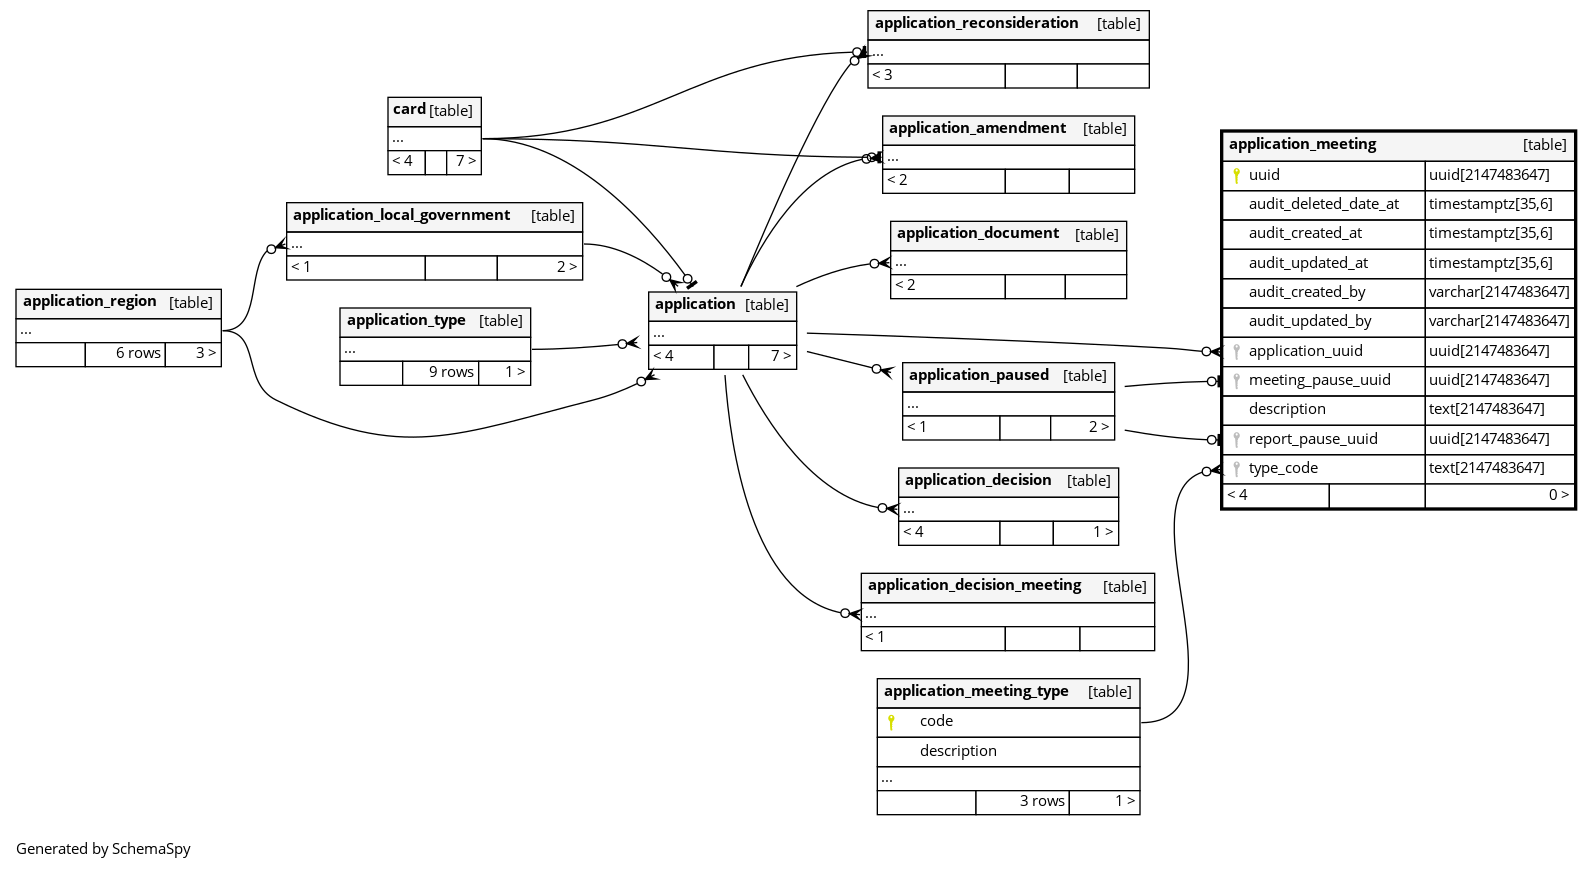 application_reconsideration [table]
...
< 3
card [table]
...
< 4 7 >
application_amendment [table]
...
< 2
application_meeting [table]
uuid uuid[2147483647]
audit_deleted_date_at timestamptz[35,6]
audit_created_at timestamptz[35,6]
audit_updated_at timestamptz[35,6]
audit_created_by varchar[2147483647]
audit_updated_by varchar[2147483647]
application_uuid uuid[2147483647]
meeting_pause_uuid uuid[2147483647]
description text[2147483647]
report_pause_uuid uuid[2147483647]
type_code text[2147483647]
< 4 0 >
application_local_government [table]
...
< 1 2 >
application_document [table]
...
< 2
application_region [table]
...
6 rows 3 >
application_type [table]
...
9 rows 1 >
application [table]
...
< 4 7 >
application_paused [table]
...
< 1 2 >
application_decision [table]
...
< 4 1 >
application_decision_meeting [table]
...
< 1
application_meeting_type [table]
code
description
...
3 rows 1 >
Generated by SchemaSpy